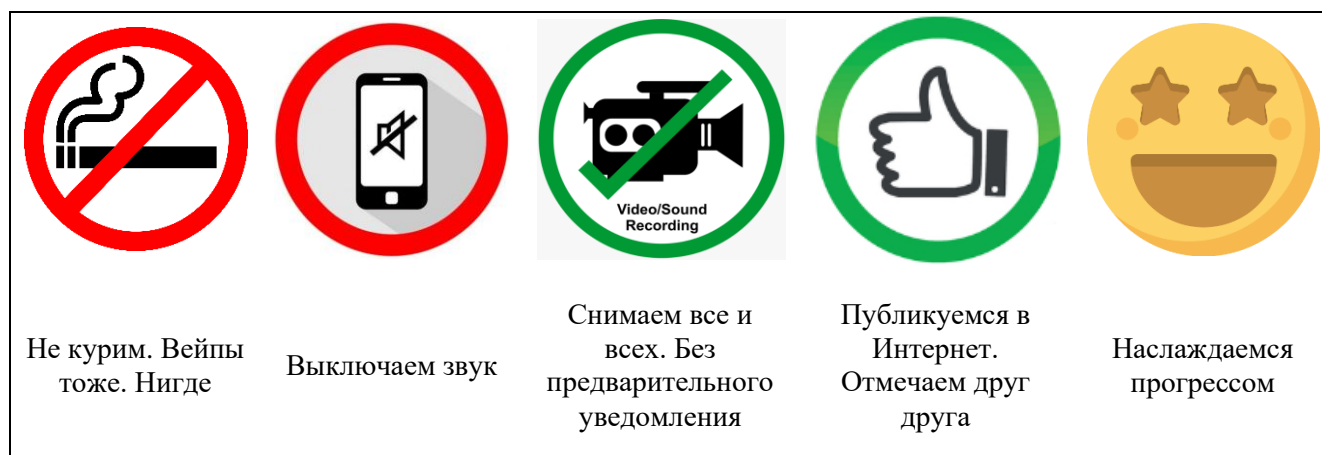 Video/Sound
Recording
Не курим. Вейпы
тоже. Нигде
Выключаем звук
Снимаем все и
всех. Без
предварительного
уведомления
Публикуемся в
Интернет.
Отмечаем друг
друга
Наслаждаемся
прогрессом